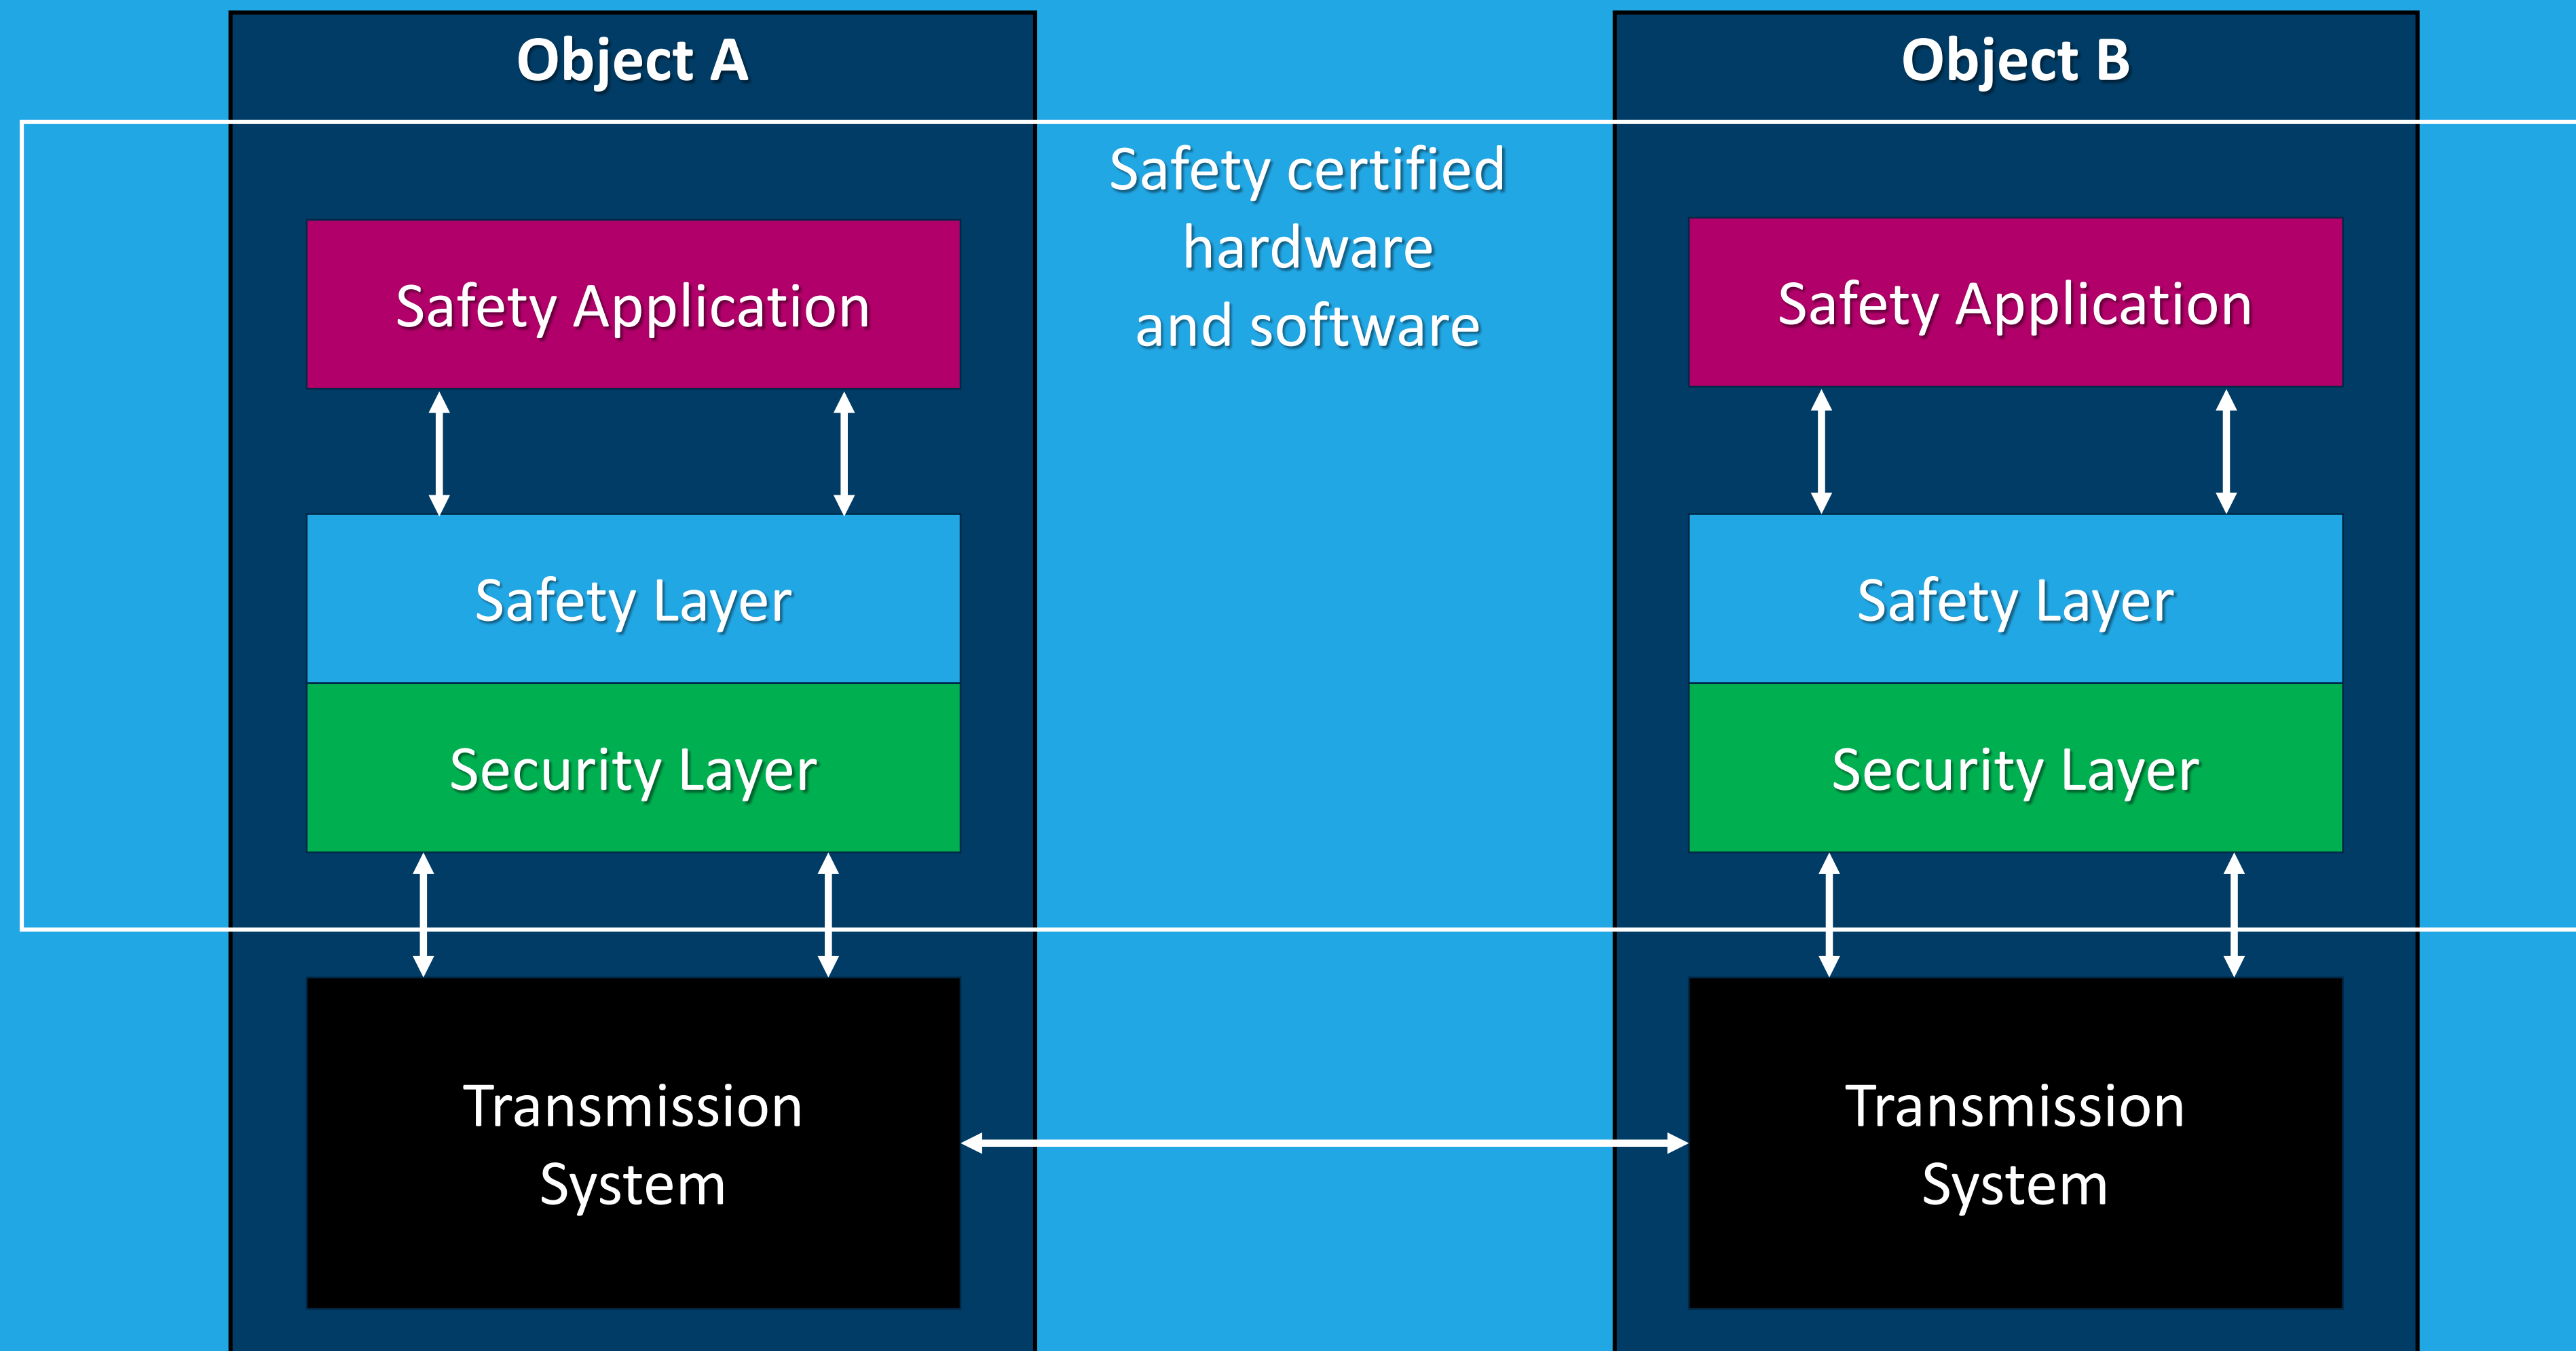 Object A
Safety Application
Safety Layer
Security Layer
Transmission
System
Safety certified
hardware
and software
Object B
Safety Application
Safety Layer
Security Layer
Transmission
System